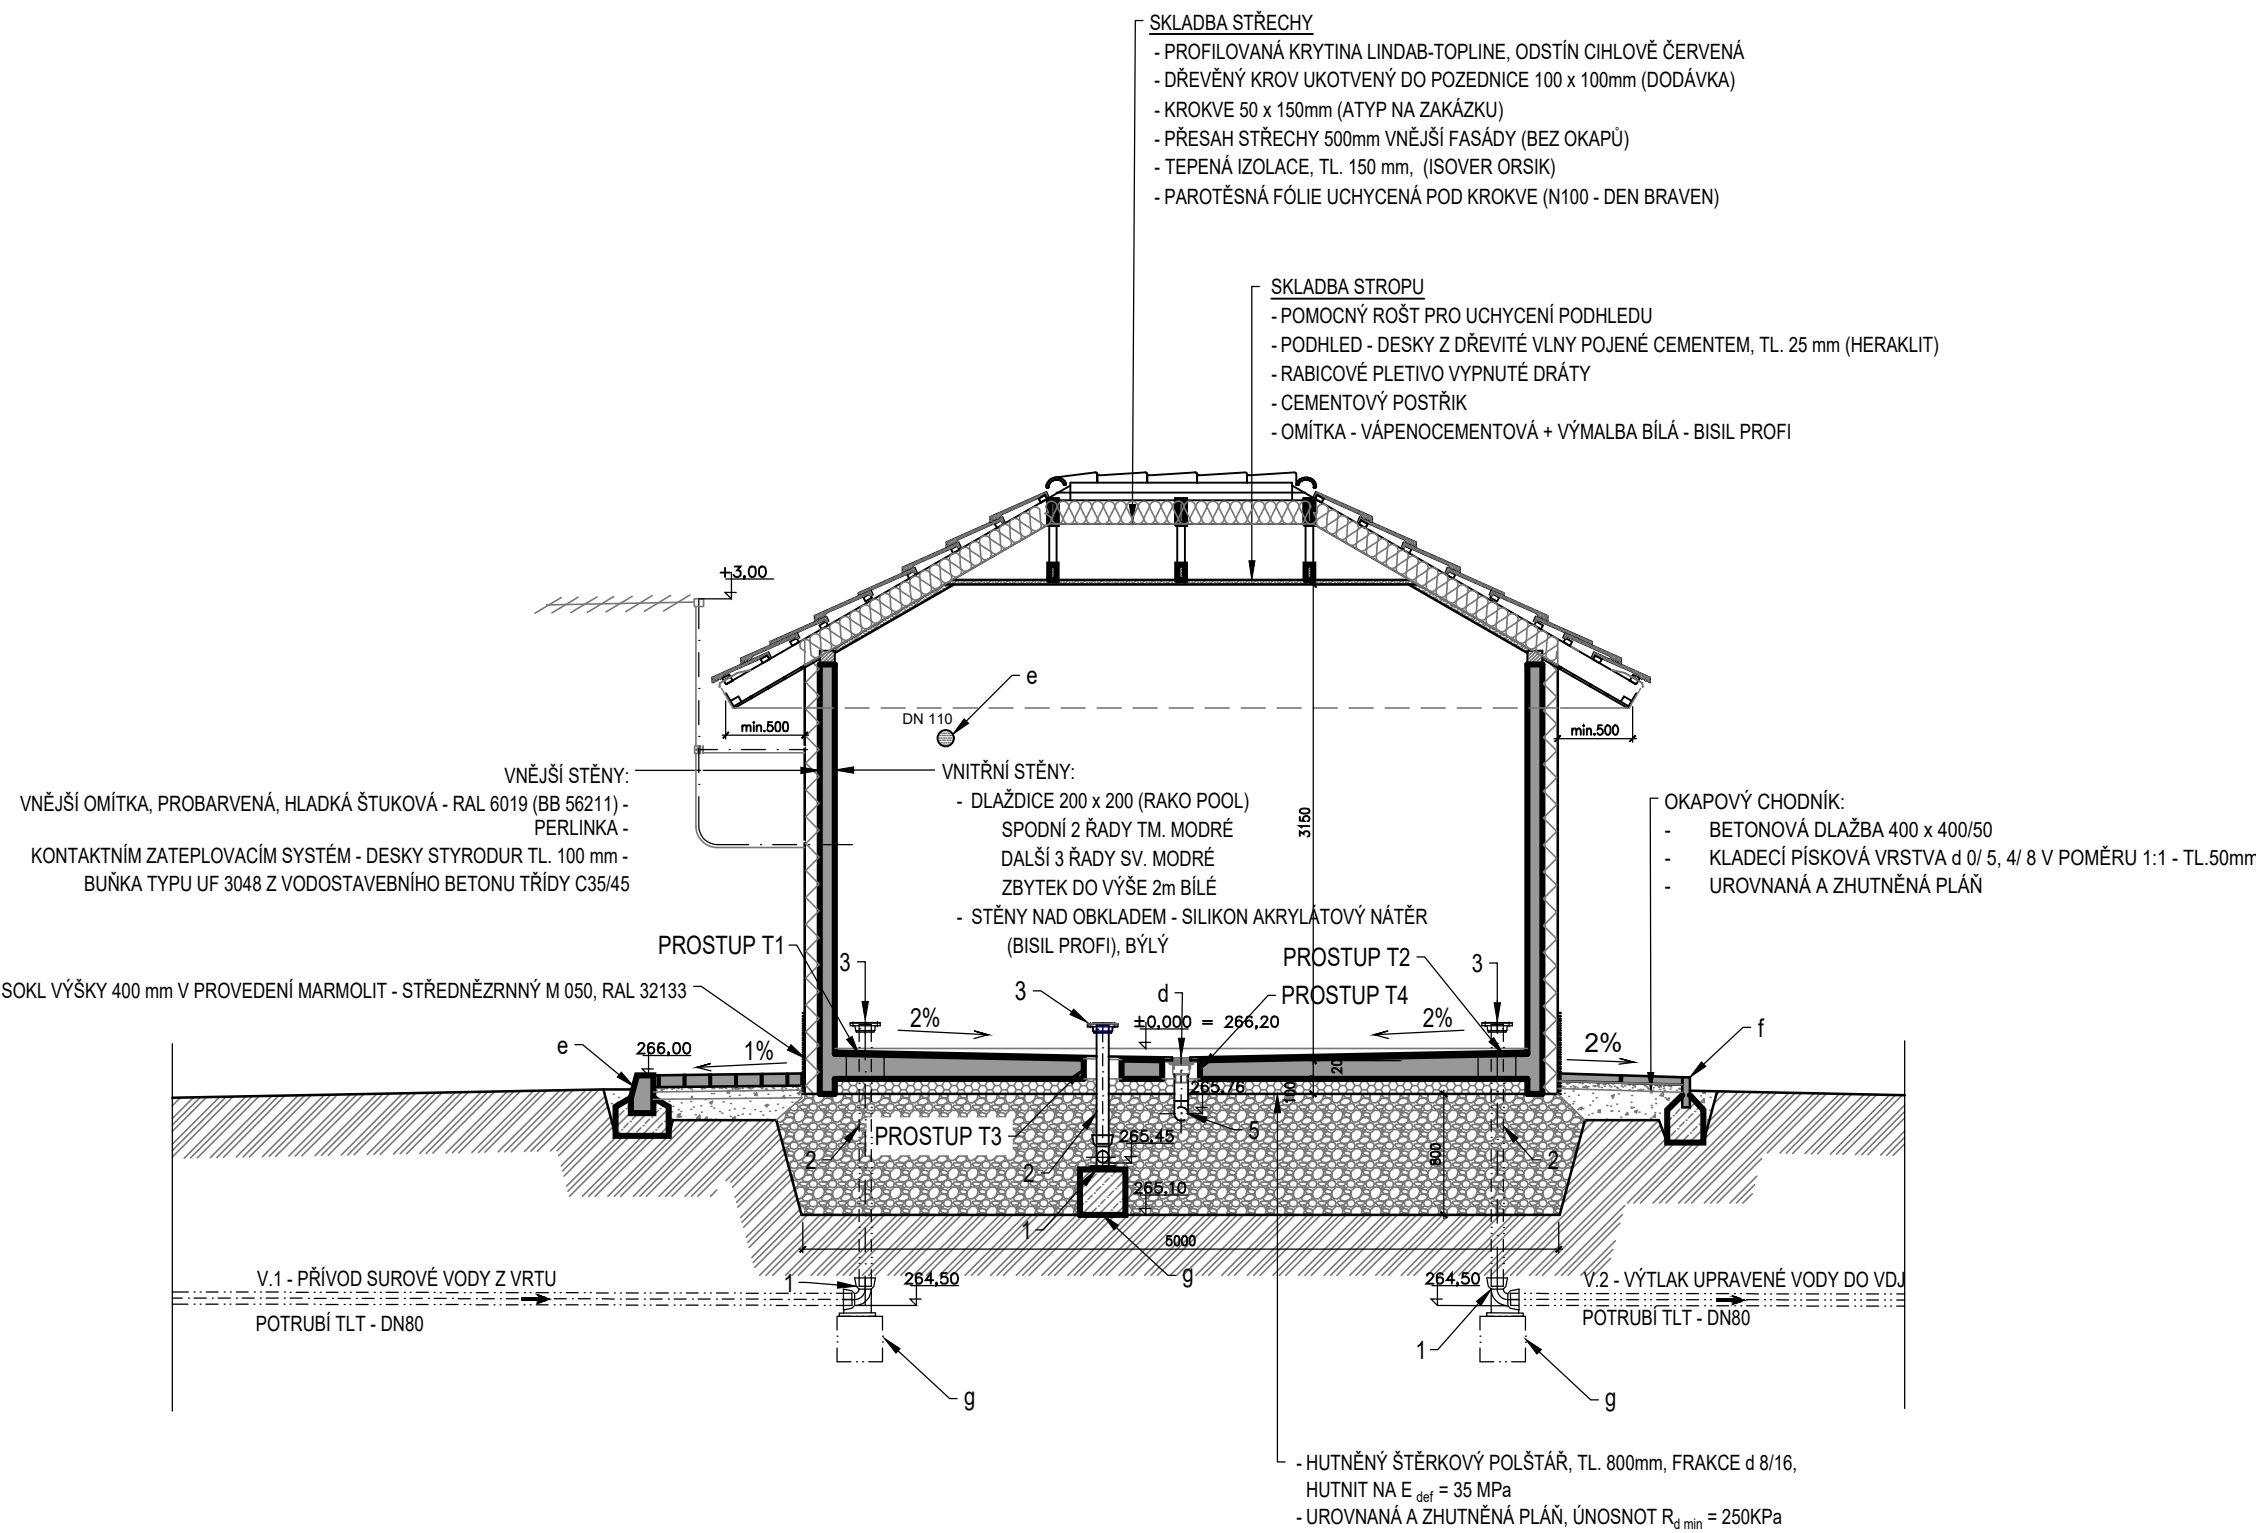 SKLADBA STŘECHY
- PROFILOVANÁ KRYTINA LINDAB-TOPLINE, ODSTÍN CIHLOVĚ ČERVENÁ
- DŘEVĚNÝ KROV UKOTVENÝ DO POZEDNICE 100 x 100mm (DODÁVKA)
- KROKVE 50 x 150mm (ATYP NA ZAKÁZKU)
- PŘESAH STŘECHY 500mm VNĚJŠÍ FASÁDY (BEZ OKAPŮ)
- TEPENÁ IZOLACE, TL. 150 mm, (ISOVER ORSIK)
- PAROTĚSNÁ FÓLIE UCHYCENÁ POD KROKVE (N100 - DEN BRAVEN)
SKLADBA STROPU
- POMOCNÝ ROŠT PRO UCHYCENÍ PODHLEDU
- PODHLED - DESKY Z DŘEVITÉ VLNY POJENÉ CEMENTEM, TL. 25 mm (HERAKLIT)
- RABICOVÉ PLETIVO VYPNUTÉ DRÁTY
- CEMENTOVÝ POSTŘIK
- OMÍTKA - VÁPENOCEMENTOVÁ + VÝMALBA BÍLÁ - BISIL PROFI
+3,00
e
DN 110
min.500
min.500
VNĚJŠÍ STĚNY:
VNĚJŠÍ OMÍTKA, PROBARVENÁ, HLADKÁ ŠTUKOVÁ - RAL 6019 (BB 56211) -
PERLINKA -
KONTAKTNÍM ZATEPLOVACÍM SYSTÉM - DESKY STYRODUR TL. 100 mm -
BUŇKA TYPU UF 3048 Z VODOSTAVEBNÍHO BETONU TŘÍDY C35/45
VNITŘNÍ STĚNY:
- DLAŽDICE 200 x 200 (RAKO POOL)
SPODNÍ 2 ŘADY TM. MODRÉ
DALŠÍ 3 ŘADY SV. MODRÉ
ZBYTEK DO VÝŠE 2m BÍLÉ
- STĚNY NAD OBKLADEM - SILIKON AKRYLÁTOVÝ NÁTĚR
(BISIL PROFI), BÝLÝ
3150
OKAPOVÝ CHODNÍK:
- BETONOVÁ DLAŽBA 400 x 400/50
- KLADECÍ PÍSKOVÁ VRSTVA d 0/ 5, 4/ 8 V POMĚRU 1:1 - TL.50mm
- UROVNANÁ A ZHUTNĚNÁ PLÁŇ
PROSTUP T1
3
PROSTUP T2
3
SOKL VÝŠKY 400 mm V PROVEDENÍ MARMOLIT - STŘEDNĚZRNNÝ M 050, RAL 32133
3
d
PROSTUP T4
2%
±0,000 = 266,20
2%
f
e
266,00
1%
2%
20
265,76
100
PROSTUP T3
265,45
5
2
2
2
800
265,10
1
5000
g
V.1 - PŘÍVOD SUROVÉ VODY Z VRTU
1
264,50
264,50
V.2 - VÝTLAK UPRAVENÉ VODY DO VDJ
POTRUBÍ TLT - DN80
POTRUBÍ TLT - DN80
1
g
g
- HUTNĚNÝ ŠTĚRKOVÝ POLŠTÁŘ, TL. 800mm, FRAKCE d 8/16,
HUTNIT NA E def = 35 MPa
- UROVNANÁ A ZHUTNĚNÁ PLÁŇ, ÚNOSNOT Rd min = 250KPa